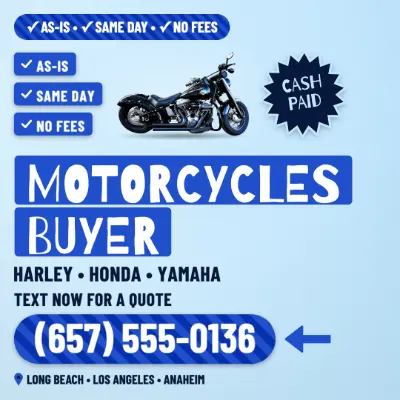 ✓ AS-IS • ✓ SAME DAY • ✓ NO FEES
✓ AS-IS
✓ SAME DAY
✓ NO FEES
CASH
PAID
MOTORCYCLES
BUYER
HARLEY • HONDA • YAMAHA
TEXT NOW FOR A QUOTE
(657) 555-0136
LONG BEACH • LOS ANGELES • ANAHEIM